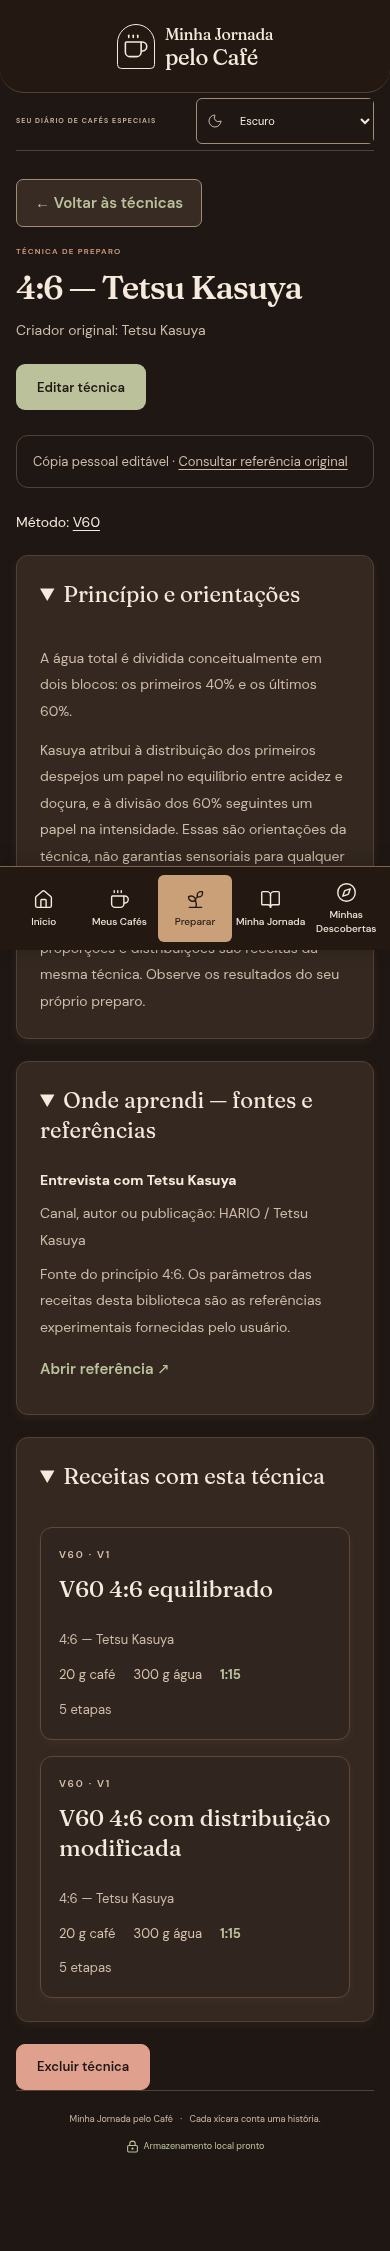 Minha Jornada
pelo Café
SEU DIÁRIO DE CAFÉS ESPECIAIS
Escuro
← Voltar às técnicas
TÉCNICA DE PREPARO
4:6 — Tetsu Kasuya
Criador original: Tetsu Kasuya
Editar técnica
Cópia pessoal editável · Consultar referência original
Método: V60
▼ Princípio e orientações
A água total é dividida conceitualmente em
dois blocos: os primeiros 40% e os últimos
60%.
Kasuya atribui à distribuição dos primeiros
despejos um papel no equilíbrio entre acidez e
doçura, e à divisão dos 60% seguintes um
papel na intensidade. Essas são orientações da
técnica, não garantias sensoriais para qualquer
Início
Meus Cafés
Preparar
Minha Jornada
Minhas
Descobertas
proporções e distribuições são receitas da
mesma técnica. Observe os resultados do seu
próprio preparo.
▼ Onde aprendi — fontes e
referências
Entrevista com Tetsu Kasuya
Canal, autor ou publicação: HARIO / Tetsu
Kasuya
Fonte do princípio 4:6. Os parâmetros das
receitas desta biblioteca são as referências
experimentais fornecidas pelo usuário.
Abrir referência ↗
▼ Receitas com esta técnica
V60 · V1
V60 4:6 equilibrado
4:6 — Tetsu Kasuya
20 g café 300 g água 1:15
5 etapas
V60 · V1
V60 4:6 com distribuição
modificada
4:6 — Tetsu Kasuya
20 g café 300 g água 1:15
5 etapas
Excluir técnica
Minha Jornada pelo Café · Cada xícara conta uma história.
Armazenamento local pronto